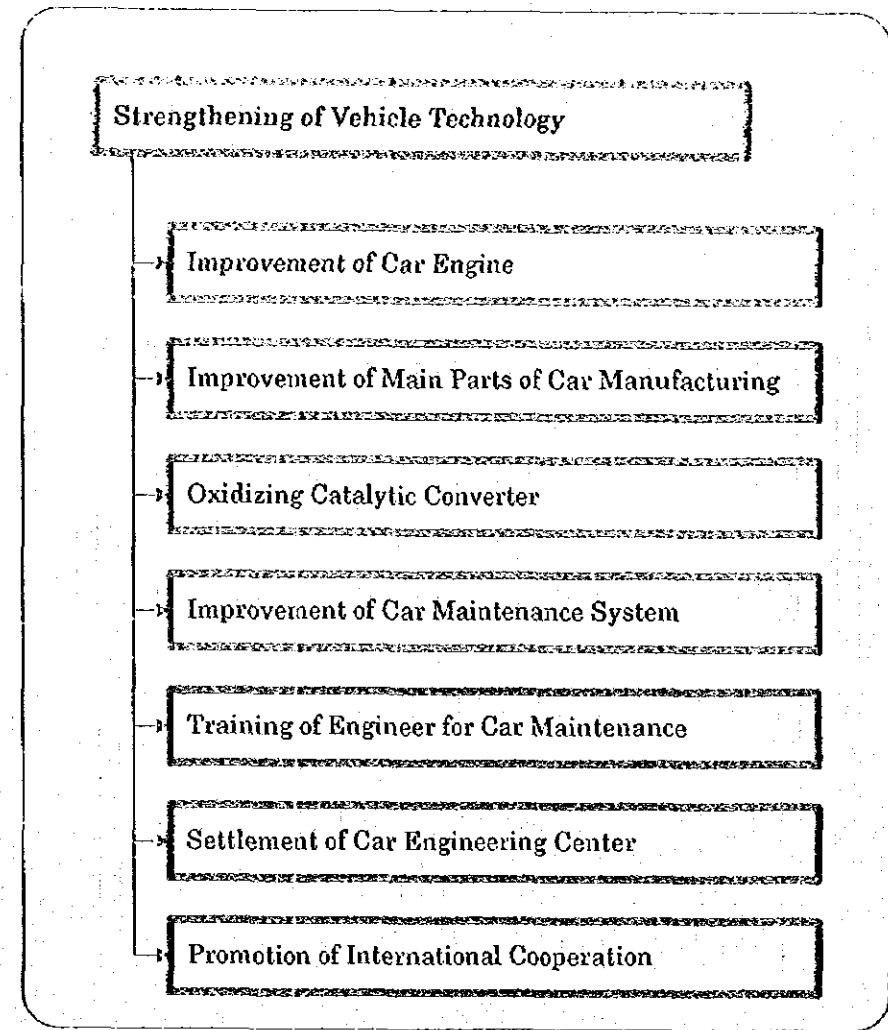 Strengthening of Vehicle Technology
Improvement of Car Engine
Improvement of Main Parts of Car Manufacturing
Oxidizing Catalytic Converter
Improvement of Car Maintenance System
Training of Engineer for Car Maintenance
Settlement of Car Engineering Center
Promotion of International Cooperation